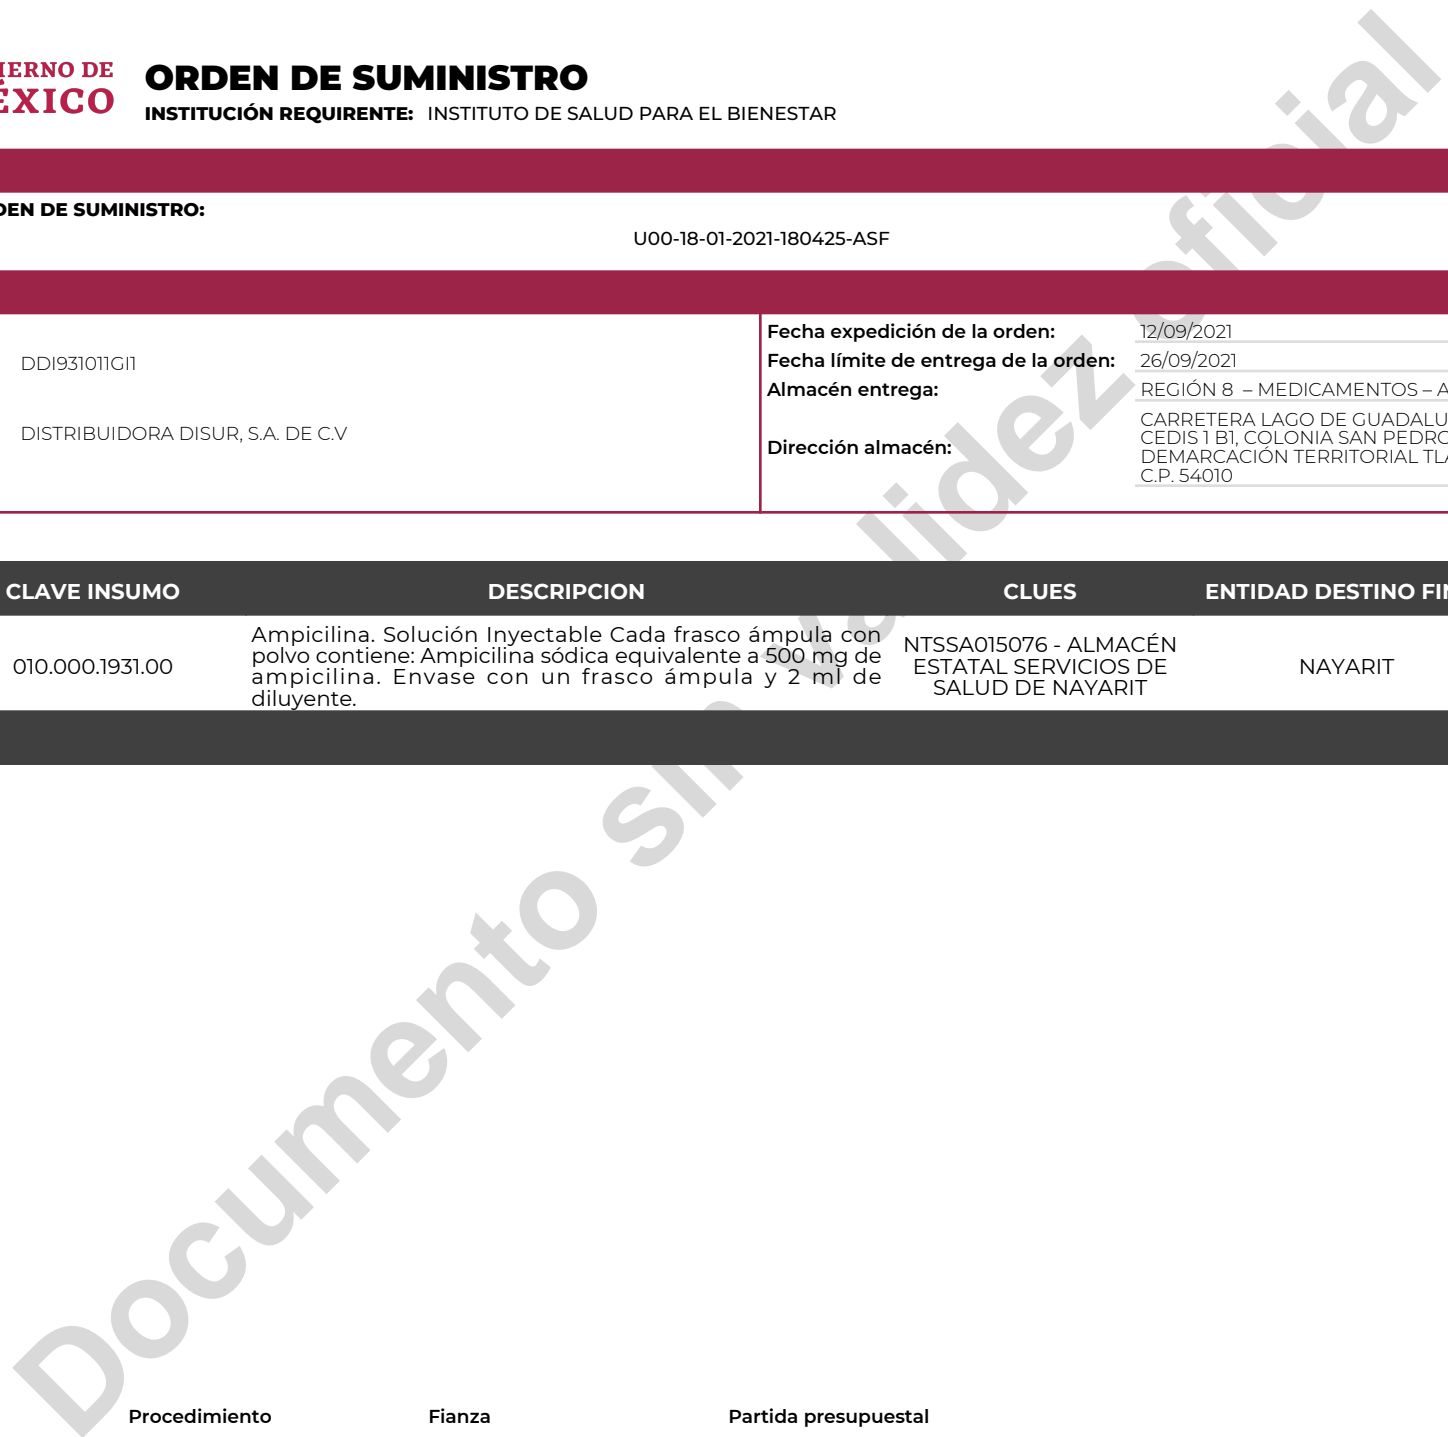 IERNO DE
ÉXICO
ORDEN DE SUMINISTRO
INSTITUCIÓN REQUIRENTE: INSTITUTO DE SALUD PARA EL BIENESTAR
DEN DE SUMINISTRO:
U00-18-01-2021-180425-ASF
DDI931011GI1
DISTRIBUIDORA DISUR, S.A. DE C.V
Fecha expedición de la orden: 12/09/2021
Fecha límite de entrega de la orden: 26/09/2021
Almacén entrega: REGIÓN 8 – MEDICAMENTOS – A
Dirección almacén:
CARRETERA LAGO DE GUADALU
CEDIS 1 B1, COLONIA SAN PEDRO
DEMARCACIÓN TERRITORIAL TLA
C.P. 54010
CLAVE INSUMO DESCRIPCION CLUES ENTIDAD DESTINO FIN
010.000.1931.00
Ampicilina. Solución Inyectable Cada frasco ámpula con
polvo contiene: Ampicilina sódica equivalente a 500 mg de
ampicilina. Envase con un frasco ámpula y 2 ml de
diluyente.
NTSSA015076 - ALMACÉN
ESTATAL SERVICIOS DE
SALUD DE NAYARIT
NAYARIT
Documento sin validez oficial
Procedimiento Fianza Partida presupuestal